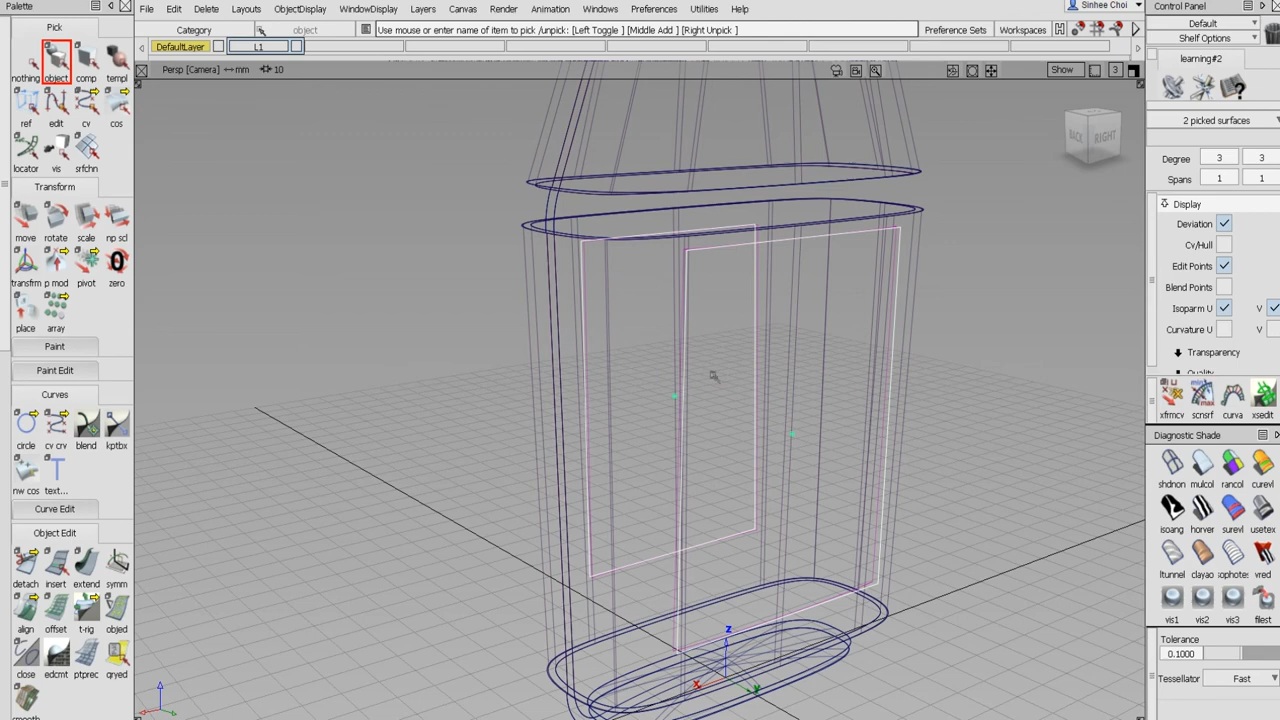 Palette
File
Edit
Delete
Layouts
ObjectDisplay
WindowDisplay
Layers
Canvas
Render
Animation
Windows
Preferences
Utilities
Help
Sinhee Choi
Control Panel
Category
object
Use mouse or enter name of item to pick /unpick: [Left Toggle ] [Middle Add ] [Right Unpick ]
Preference Sets
Workspaces
DefaultLayer
L1
Persp [Camera] mm 10
Show
3
Pick
nothing object comp templ
ref edit cv cos
locator vis srfchn
Transform
move rotate scale np scl
transfrm p mod pivot zero
place array
Paint
Paint Edit
Curves
circle cv crv blend kptbx
nw cos text...
Curve Edit
Object Edit
detach insert extend symm
align offset t-rig objed
close edcmt ptprec qryed
smooth
BACK RIGHT
z
x
y
Default
Shelf Options
learning#2
2 picked surfaces
Degree 3 3
Spans 1 1
Display
Deviation
Cv/Hull
Edit Points
Blend Points
Isoparm U V
Curvature U V
Transparency
Quality
xfrmcv scnsrf curva xsedit
Diagnostic Shade
shdnon mulcol rancol curevl
isoang horver surevl usetex
ltunnel clayao sophotes vred
vis1 vis2 vis3 filest
Tolerance
0.1000
Tessellator Fast